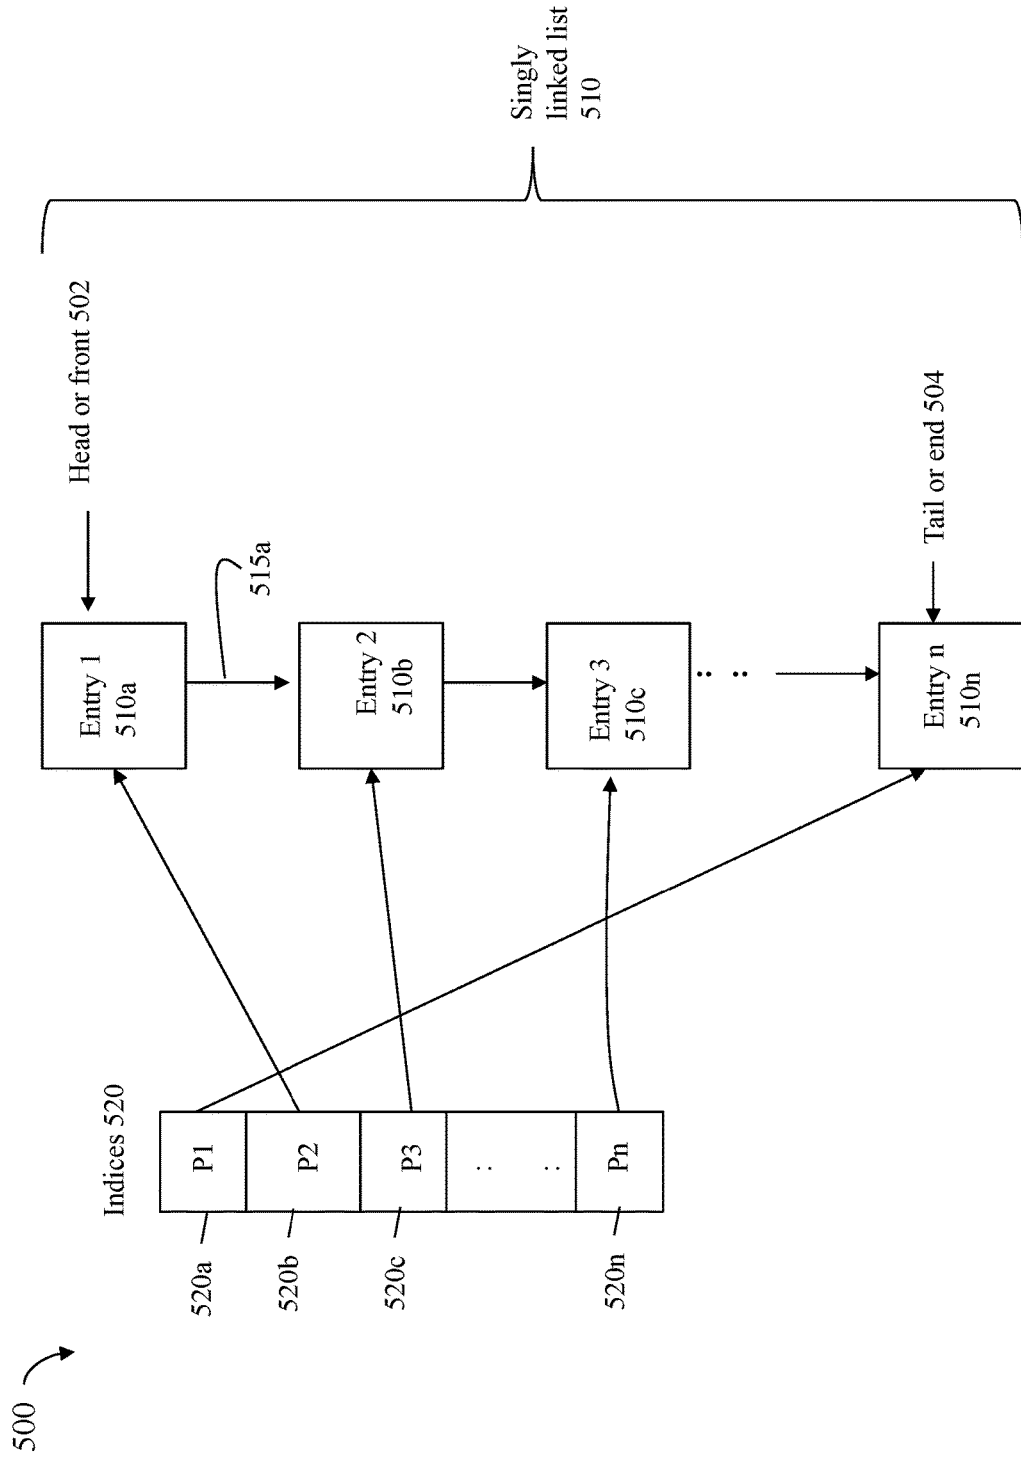 500
Indices 520
520a
P1
520b
P2
520c
P3
: :
520n
Pn
Entry 1
510a
515a
Entry 2
510b
Entry 3
510c
Entry n
510n
Head or front 502
Tail or end 504
Singly
linked list
510